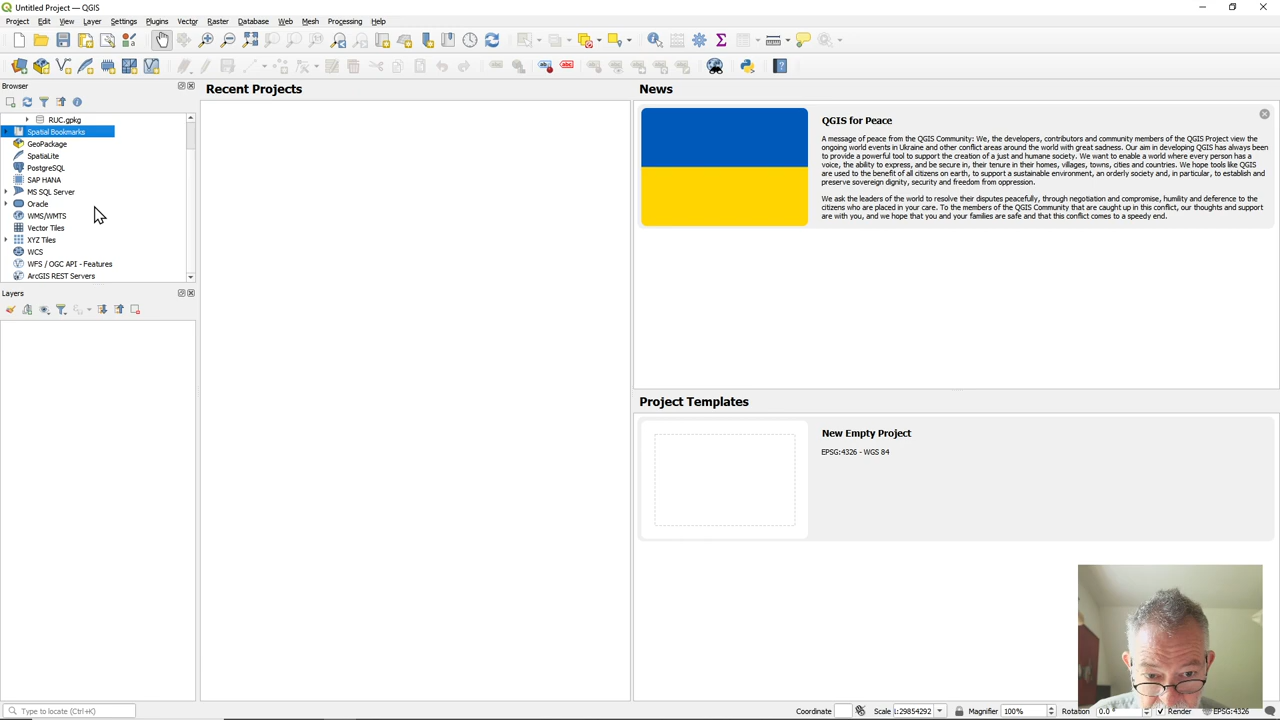 Untitled Project — QGIS
Project Edit View Layer Settings Plugins Vector Raster Database Web Mesh Processing Help
Browser
RUC.gpkg
Spatial Bookmarks
GeoPackage
SpatiaLite
PostgreSQL
SAP HANA
MS SQL Server
Oracle
WMS/WMTS
Vector Tiles
XYZ Tiles
WCS
WFS / OGC API - Features
ArcGIS REST Servers
Layers
Recent Projects
News
QGIS for Peace
A message of peace from the QGIS Community: We, the developers, contributors and community members of the QGIS Project view the
ongoing world events in Ukraine and other conflict areas around the world with great sadness. Our aim in developing QGIS has always been
to provide a powerful tool to support the creation of a just and humane society. We want to enable a world where every person has a
voice, the ability to express, and be secure in, their tenure in their homes, villages, towns, cities and countries. We hope tools like QGIS
are used to the benefit of all citizens on earth, to support a sustainable environment, an orderly society and, in particular, to establish and
preserve sovereign dignity, security and freedom from oppression.
We ask the leaders of the world to resolve their disputes peacefully, through negotiation and compromise, humility and deference to the
citizens who are placed in your care. To the members of the QGIS Community that are caught up in this conflict, our thoughts and support
are with you, and we hope that you and your families are safe and that this conflict comes to a speedy end.
Project Templates
New Empty Project
EPSG:4326 - WGS 84
Type to locate (Ctrl+K)
Coordinate Scale 1:29854292 Magnifier 100% Rotation 0.0 ° Render EPSG:4326